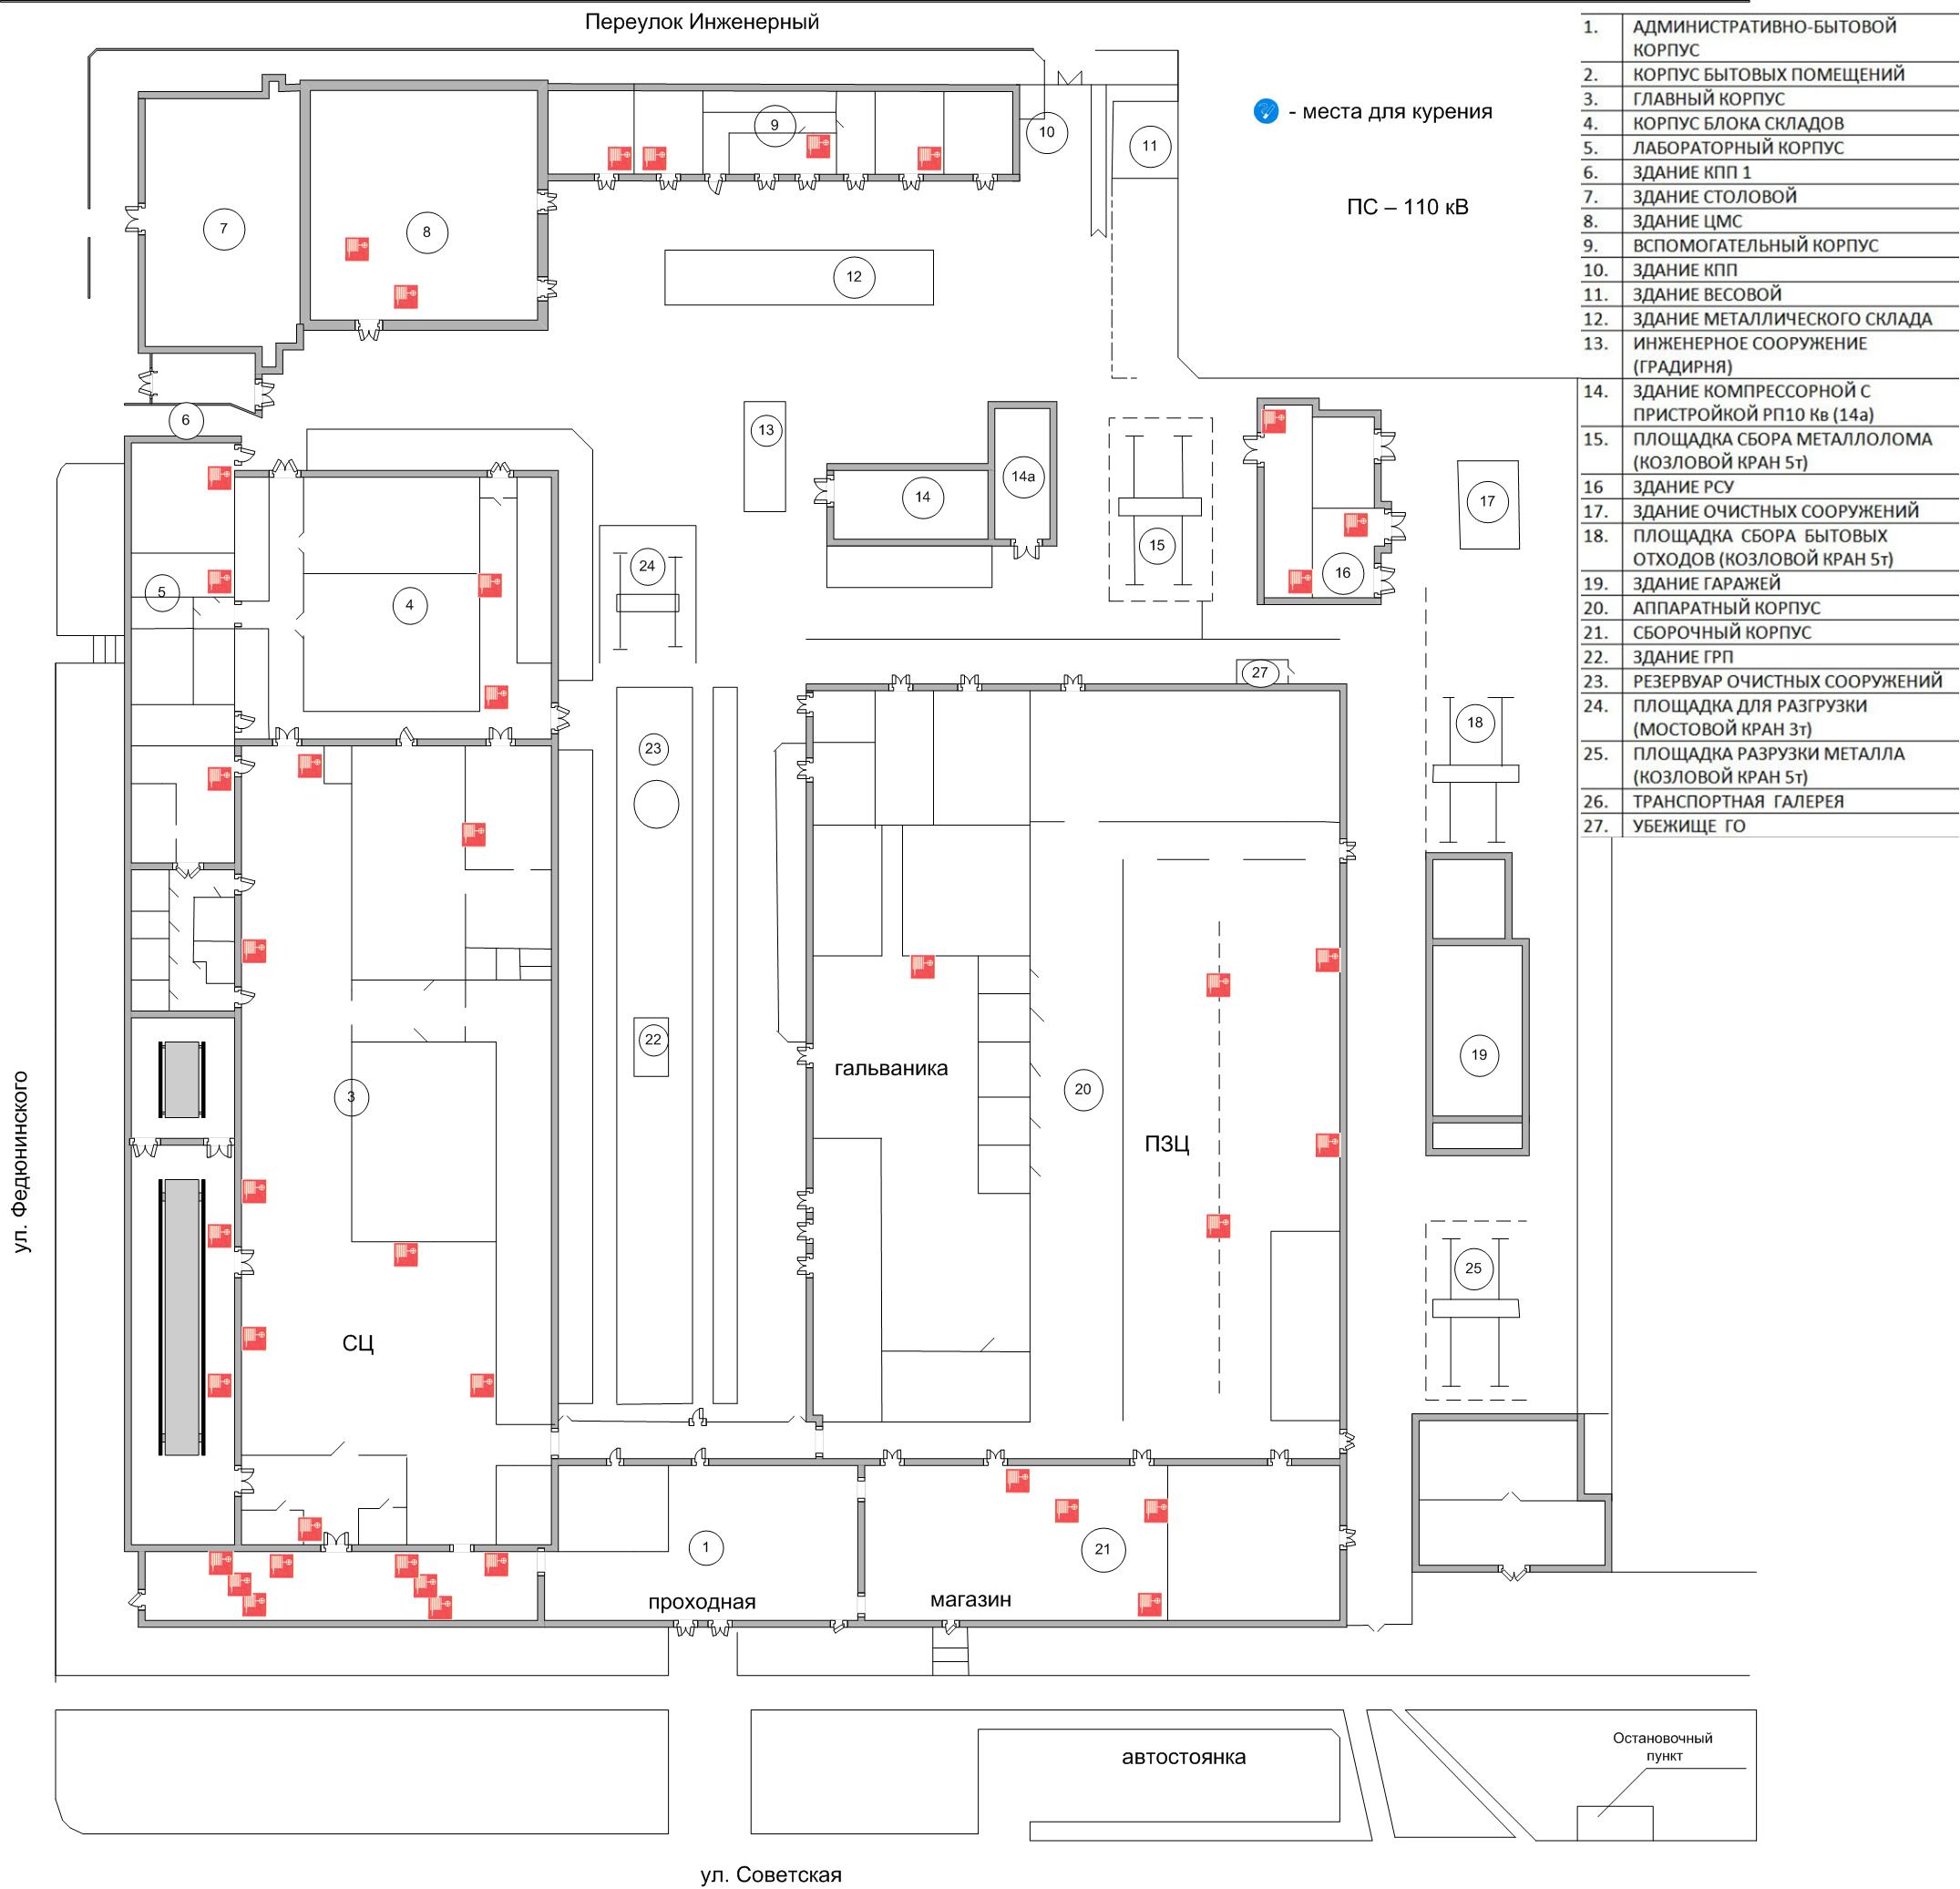 Переулок Инженерный
- места для курения
ПС – 110 кВ
1. АДМИНИСТРАТИВНО-БЫТОВОЙ
КОРПУС
2. КОРПУС БЫТОВЫХ ПОМЕЩЕНИЙ
3. ГЛАВНЫЙ КОРПУС
4. КОРПУС БЛОКА СКЛАДОВ
5. ЛАБОРАТОРНЫЙ КОРПУС
6. ЗДАНИЕ КПП 1
7. ЗДАНИЕ СТОЛОВОЙ
8. ЗДАНИЕ ЦМС
9. ВСПОМОГАТЕЛЬНЫЙ КОРПУС
10. ЗДАНИЕ КПП
11. ЗДАНИЕ ВЕСОВОЙ
12. ЗДАНИЕ МЕТАЛЛИЧЕСКОГО СКЛАДА
13. ИНЖЕНЕРНОЕ СООРУЖЕНИЕ
(ГРАДИРНЯ)
14. ЗДАНИЕ КОМПРЕССОРНОЙ С
ПРИСТРОЙКОЙ РП10 Кв (14а)
15. ПЛОЩАДКА СБОРА МЕТАЛЛОЛОМА
(КОЗЛОВОЙ КРАН 5т)
16 ЗДАНИЕ РСУ
17. ЗДАНИЕ ОЧИСТНЫХ СООРУЖЕНИЙ
18. ПЛОЩАДКА СБОРА БЫТОВЫХ
ОТХОДОВ (КОЗЛОВОЙ КРАН 5т)
19. ЗДАНИЕ ГАРАЖЕЙ
20. АППАРАТНЫЙ КОРПУС
21. СБОРОЧНЫЙ КОРПУС
22. ЗДАНИЕ ГРП
23. РЕЗЕРВУАР ОЧИСТНЫХ СООРУЖЕНИЙ
24. ПЛОЩАДКА ДЛЯ РАЗГРУЗКИ
(МОСТОВОЙ КРАН 3т)
25. ПЛОЩАДКА РАЗРУЗКИ МЕТАЛЛА
(КОЗЛОВОЙ КРАН 5т)
26. ТРАНСПОРТНАЯ ГАЛЕРЕЯ
27. УБЕЖИЩЕ ГО
9
10
11
7
8
12
6
13
14
14а
15
16
17
5
4
24
27
18
23
22
3
гальваника
20
19
ПЗЦ
ул. Федюнинского
25
СЦ
1
21
проходная
магазин
автостоянка
Остановочный
пункт
ул. Советская